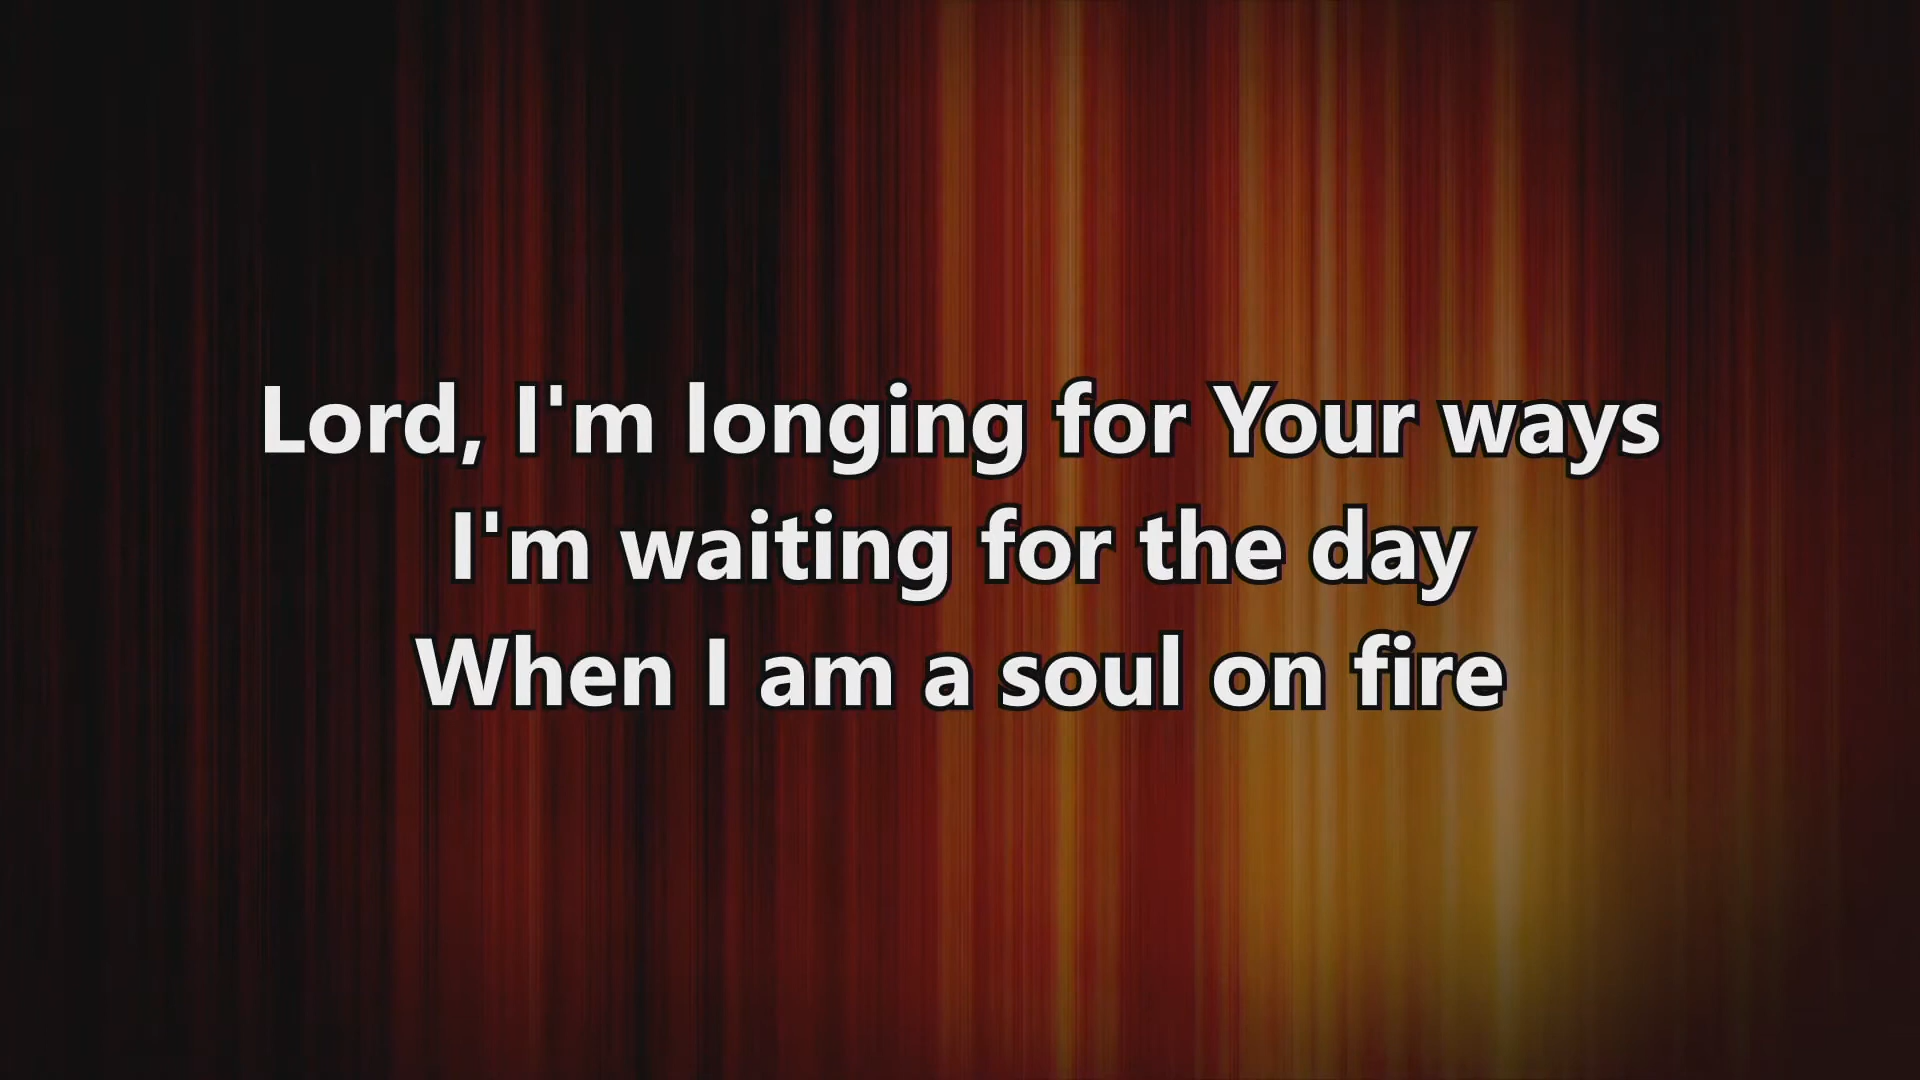 Lord, I'm longing for Your ways
I'm waiting for the day
When I am a soul on fire